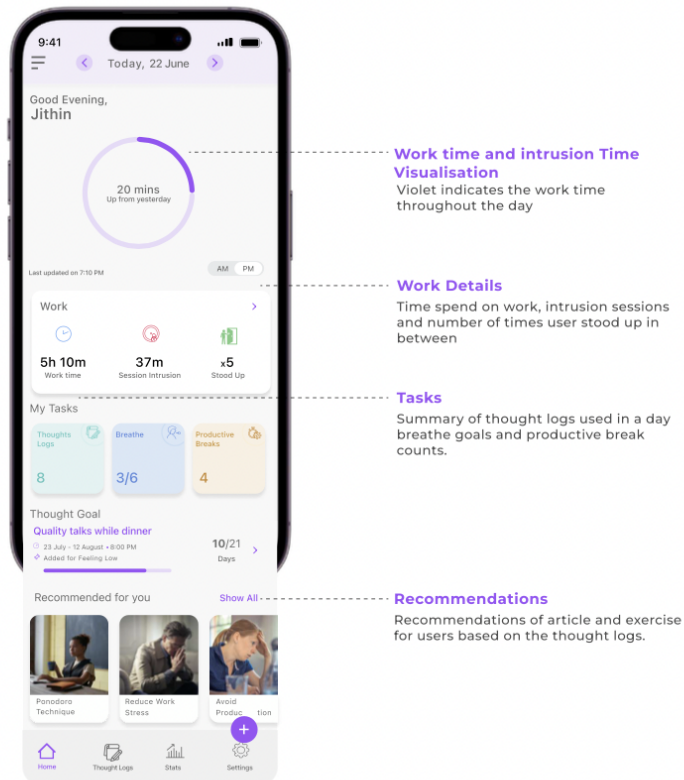 9:41
Today, 22 June
Good Evening,
Jithin
20 mins
Up from yesterday
Last updated on 7:10 PM
AM PM
Work
5h 10m
Work time
37m
Session Intrusion
x5
Stood Up
My Tasks
Thoughts
Logs
8
Breathe
3/6
Productive
Breaks
4
Thought Goal
Quality talks while dinner
23 July - 12 August • 8:00 PM
Added for Feeling Low
10/21
Days
Recommended for you
Show All
Ponodoro
Technique
Reduce Work
Stress
Avoid
Produc tion
+
Home
Thought Logs
Stats
Settings
Work time and intrusion Time
Visualisation
Violet indicates the work time
throughout the day
Work Details
Time spend on work, intrusion sessions
and number of times user stood up in
between
Tasks
Summary of thought logs used in a day
breathe goals and productive break
counts.
Recommendations
Recommendations of article and exercise
for users based on the thought logs.